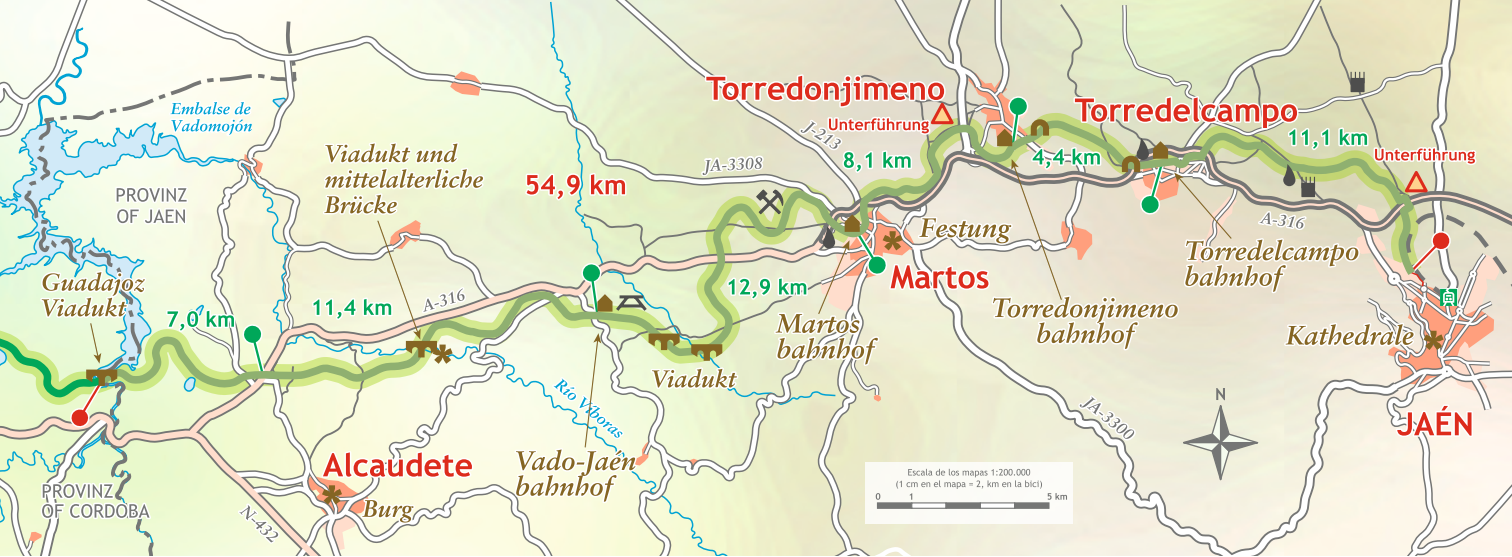 Embalse de
Vadomojón
PROVINZ
OF JAEN
Guadajoz
Viadukt
7,0 km
PROVINZ
OF CORDOBA
Viadukt und
mittelalterliche
Brücke
11,4 km
A-316
Alcaudete
Burg
N-432
54,9 km
Río Víboras
Vado-Jaén
bahnhof
Viadukt
12,9 km
JA-3308
J-213
Torredonjimeno
Unterführung
8,1 km
Festung
Martos
Martos
bahnhof
Torredonjimeno
bahnhof
4,4 km
Torredelcampo
11,1 km
Unterführung
A-316
Torredelcampo
bahnhof
Kathedrale
JAÉN
JA-3300
N
Escala de los mapas 1:200.000
(1 cm en el mapa = 2, km en la bici)
0 1 5 km